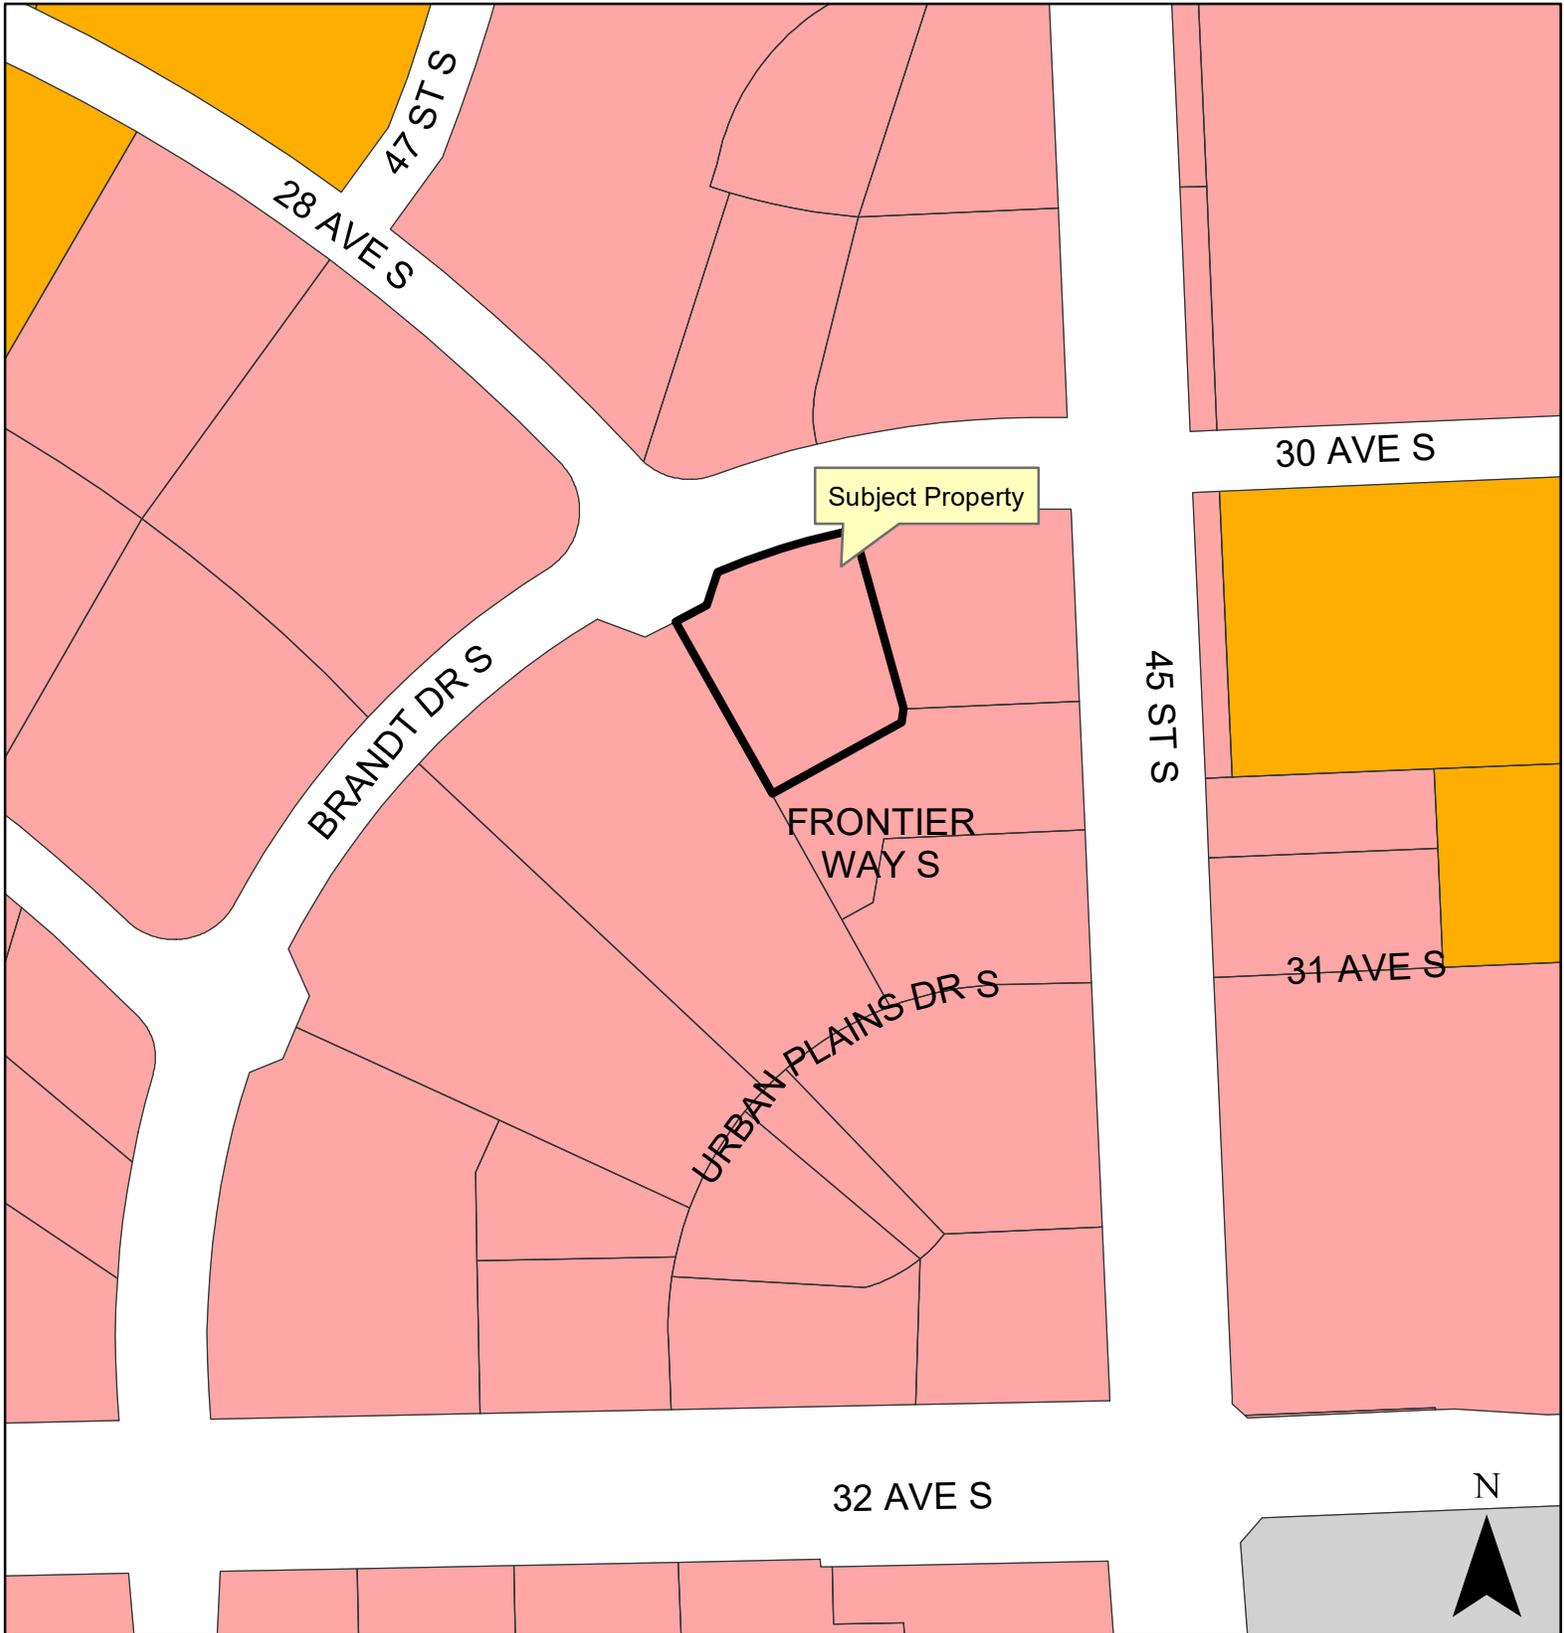 47 ST S
28 AVE S
30 AVE S
Subject Property
BRANDT DR S
45 ST S
FRONTIER
WAY S
31 AVE S
URBAN PLAINS DR S
32 AVE S
N